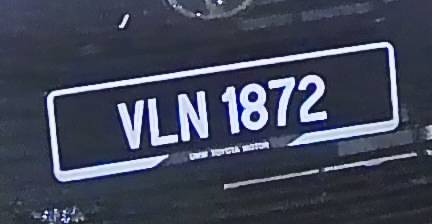 VLN 1872
UMW TOYOTA MOTOR